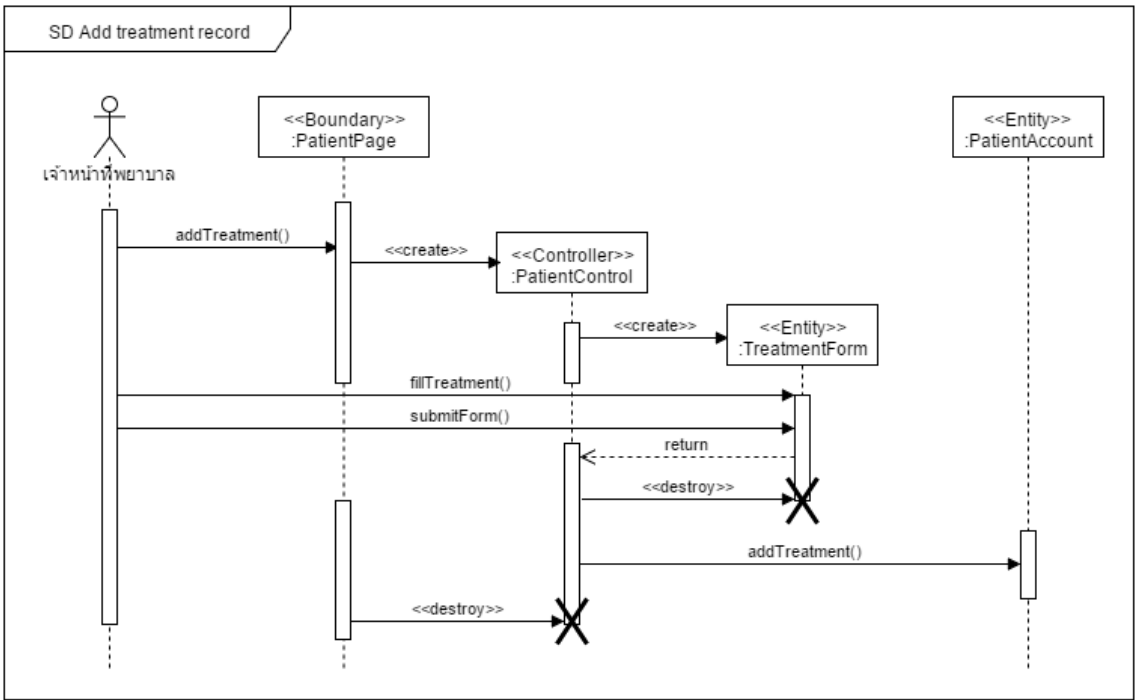 SD Add treatment record
เจ้าหน้าที่พยาบาล
<<Boundary>>
:PatientPage
<<Entity>>
:PatientAccount
addTreatment()
<<create>>
<<Controller>>
:PatientControl
<<create>>
<<Entity>>
:TreatmentForm
fillTreatment()
submitForm()
return
<<destroy>>
addTreatment()
<<destroy>>